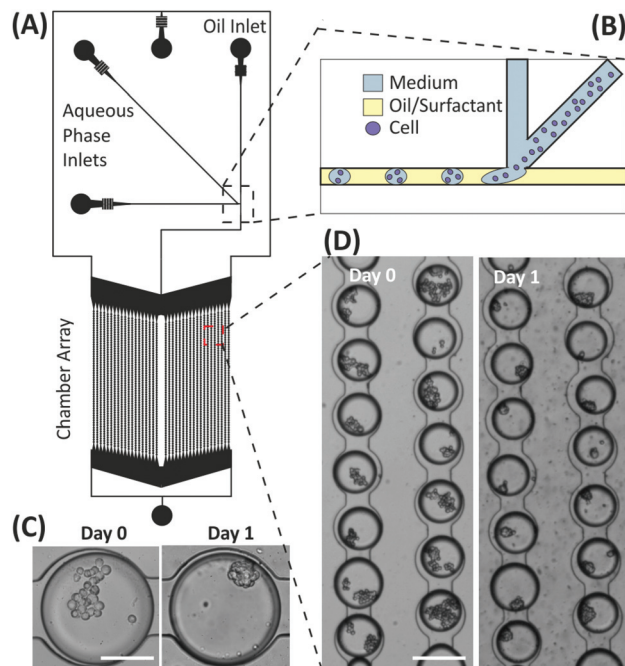 (A)
Oil Inlet
(B)
Aqueous
Phase
Inlets
Medium
Oil/Surfactant
Cell
Chamber Array
(D)
Day 0
Day 1
(C)
Day 0
Day 1